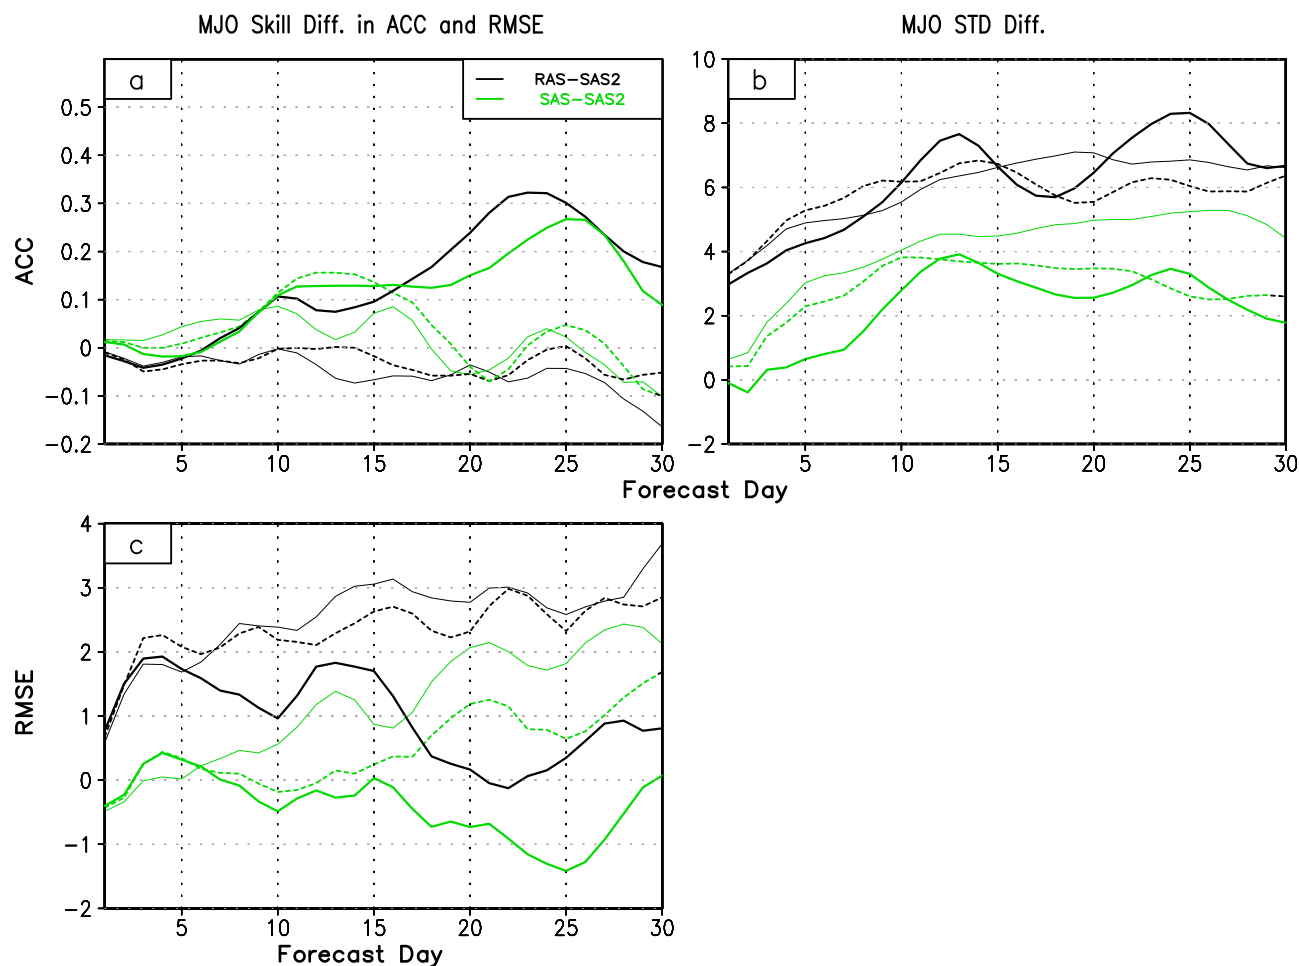 MJO Skill Diff. in ACC and RMSE
MJO STD Diff.
a
RAS-SAS2
SAS-SAS2
0.5
0.4
0.3
0.2
0.1
0
-0.1
-0.2
ACC
5 10 15 20 25 30
b
10
8
6
4
2
0
-2
5 10 15 20 25 30
Forecast Day
c
4
3
2
1
0
-1
-2
RMSE
5 10 15 20 25 30
Forecast Day